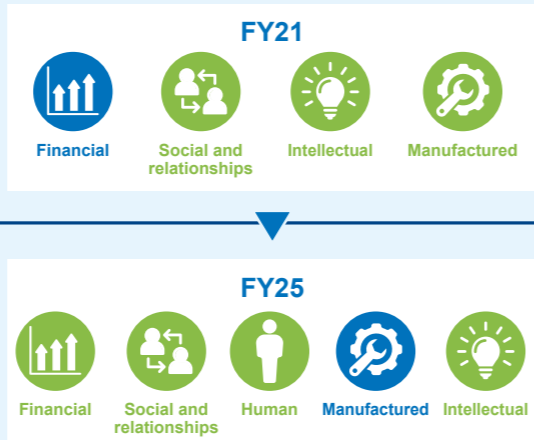 FY21
Financial
Social and
relationships
Intellectual
Manufactured
FY25
Financial
Social and
relationships
Human
Manufactured
Intellectual